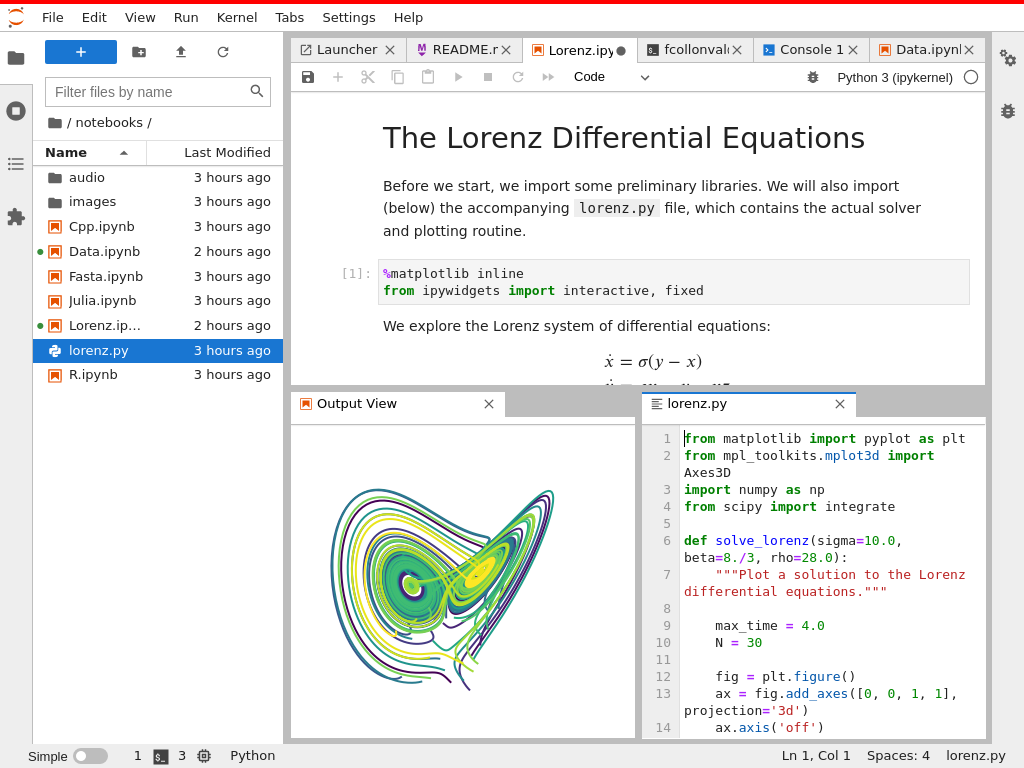 File Edit View Run Kernel Tabs Settings Help
Filter files by name
/ notebooks /
Name Last Modified
audio 3 hours ago
images 3 hours ago
Cpp.ipynb 3 hours ago
Data.ipynb 2 hours ago
Fasta.ipynb 3 hours ago
Julia.ipynb 3 hours ago
Lorenz.ip… 2 hours ago
lorenz.py 3 hours ago
R.ipynb 3 hours ago
Launcher README.r Lorenz.ipy fcollonval Console 1 Data.ipynl
Code Python 3 (ipykernel)
The Lorenz Differential Equations
Before we start, we import some preliminary libraries. We will also import
(below) the accompanying lorenz.py file, which contains the actual solver
and plotting routine.
[1]: %matplotlib inline
from ipywidgets import interactive, fixed
We explore the Lorenz system of differential equations:
ẋ = σ(y − x)
Output View
lorenz.py
1 from matplotlib import pyplot as plt
2 from mpl_toolkits.mplot3d import
Axes3D
3 import numpy as np
4 from scipy import integrate
5
6 def solve_lorenz(sigma=10.0,
beta=8./3, rho=28.0):
7 """Plot a solution to the Lorenz
differential equations."""
8
9 max_time = 4.0
10 N = 30
11
12 fig = plt.figure()
13 ax = fig.add_axes([0, 0, 1, 1],
projection='3d')
14 ax.axis('off')
Simple 1 $_ 3 Python Ln 1, Col 1 Spaces: 4 lorenz.py